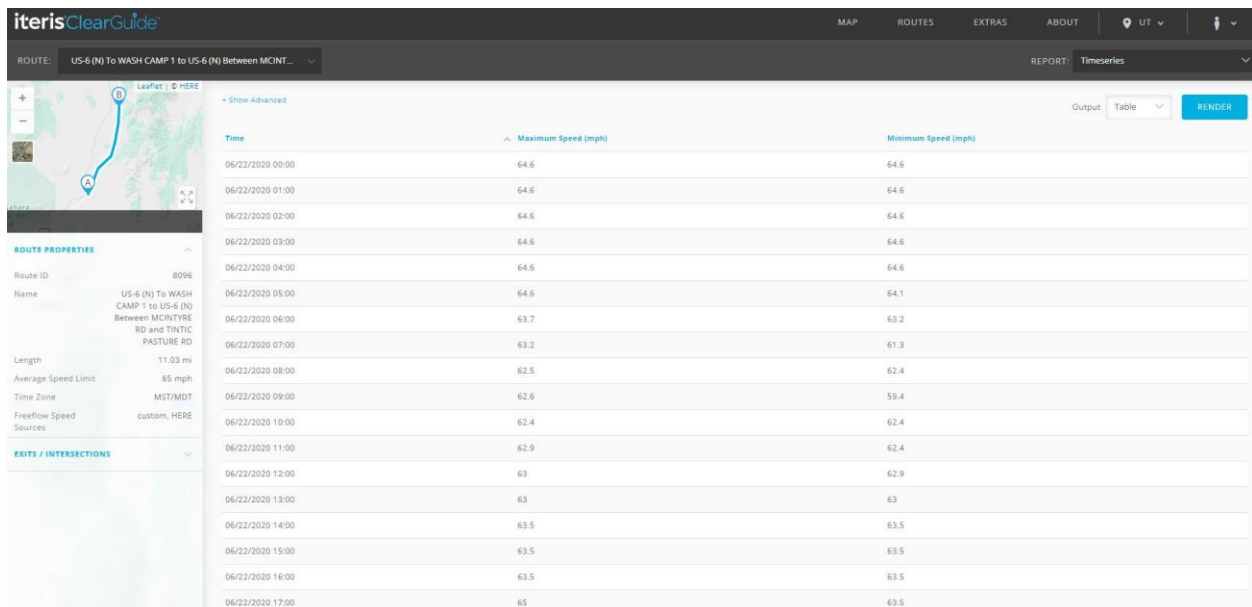 iteris ClearGuide
MAP ROUTES EXTRAS ABOUT UT
ROUTE: US-6 (N) To WASH CAMP 1 to US-6 (N) Between MCINT... REPORT: Timeseries
Leaflet | © HERE
+
−
B
A
+ Show Advanced Output Table RENDER
Time Maximum Speed (mph) Minimum Speed (mph)
06/22/2020 00:00 64.6 64.6
06/22/2020 01:00 64.6 64.6
06/22/2020 02:00 64.6 64.6
06/22/2020 03:00 64.6 64.6
06/22/2020 04:00 64.6 64.6
06/22/2020 05:00 64.6 64.1
06/22/2020 06:00 63.7 63.2
06/22/2020 07:00 63.2 61.3
06/22/2020 08:00 62.5 62.4
06/22/2020 09:00 62.6 59.4
06/22/2020 10:00 62.4 62.4
06/22/2020 11:00 62.9 62.4
06/22/2020 12:00 63 62.9
06/22/2020 13:00 63 63
06/22/2020 14:00 63.5 63.5
06/22/2020 15:00 63.5 63.5
06/22/2020 16:00 63.5 63.5
06/22/2020 17:00 65 63.5
ROUTE PROPERTIES
Route ID 8096
Name US-6 (N) To WASH
CAMP 1 to US-6 (N)
Between MCINTYRE
RD and TINTIC
PASTURE RD
Length 11.03 mi
Average Speed Limit 65 mph
Time Zone MST/MDT
Freeflow Speed custom, HERE
Sources
EXITS / INTERSECTIONS